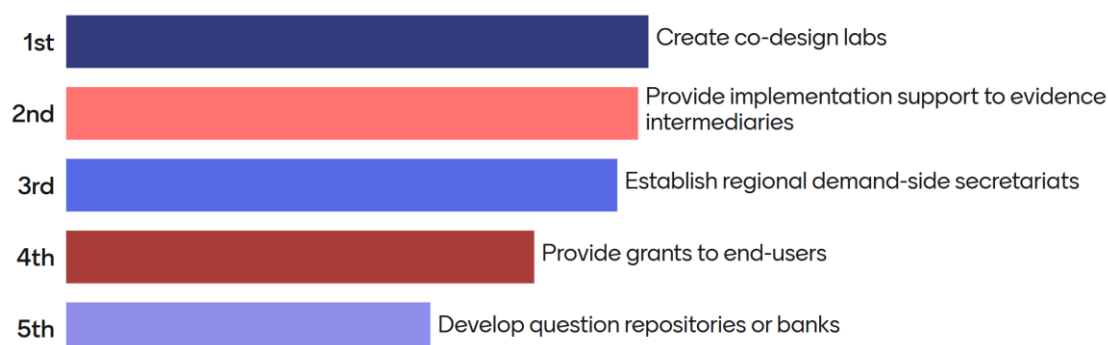 1st Create co-design labs
2nd Provide implementation support to evidence
intermediaries
3rd Establish regional demand-side secretariats
4th Provide grants to end-users
5th Develop question repositories or banks